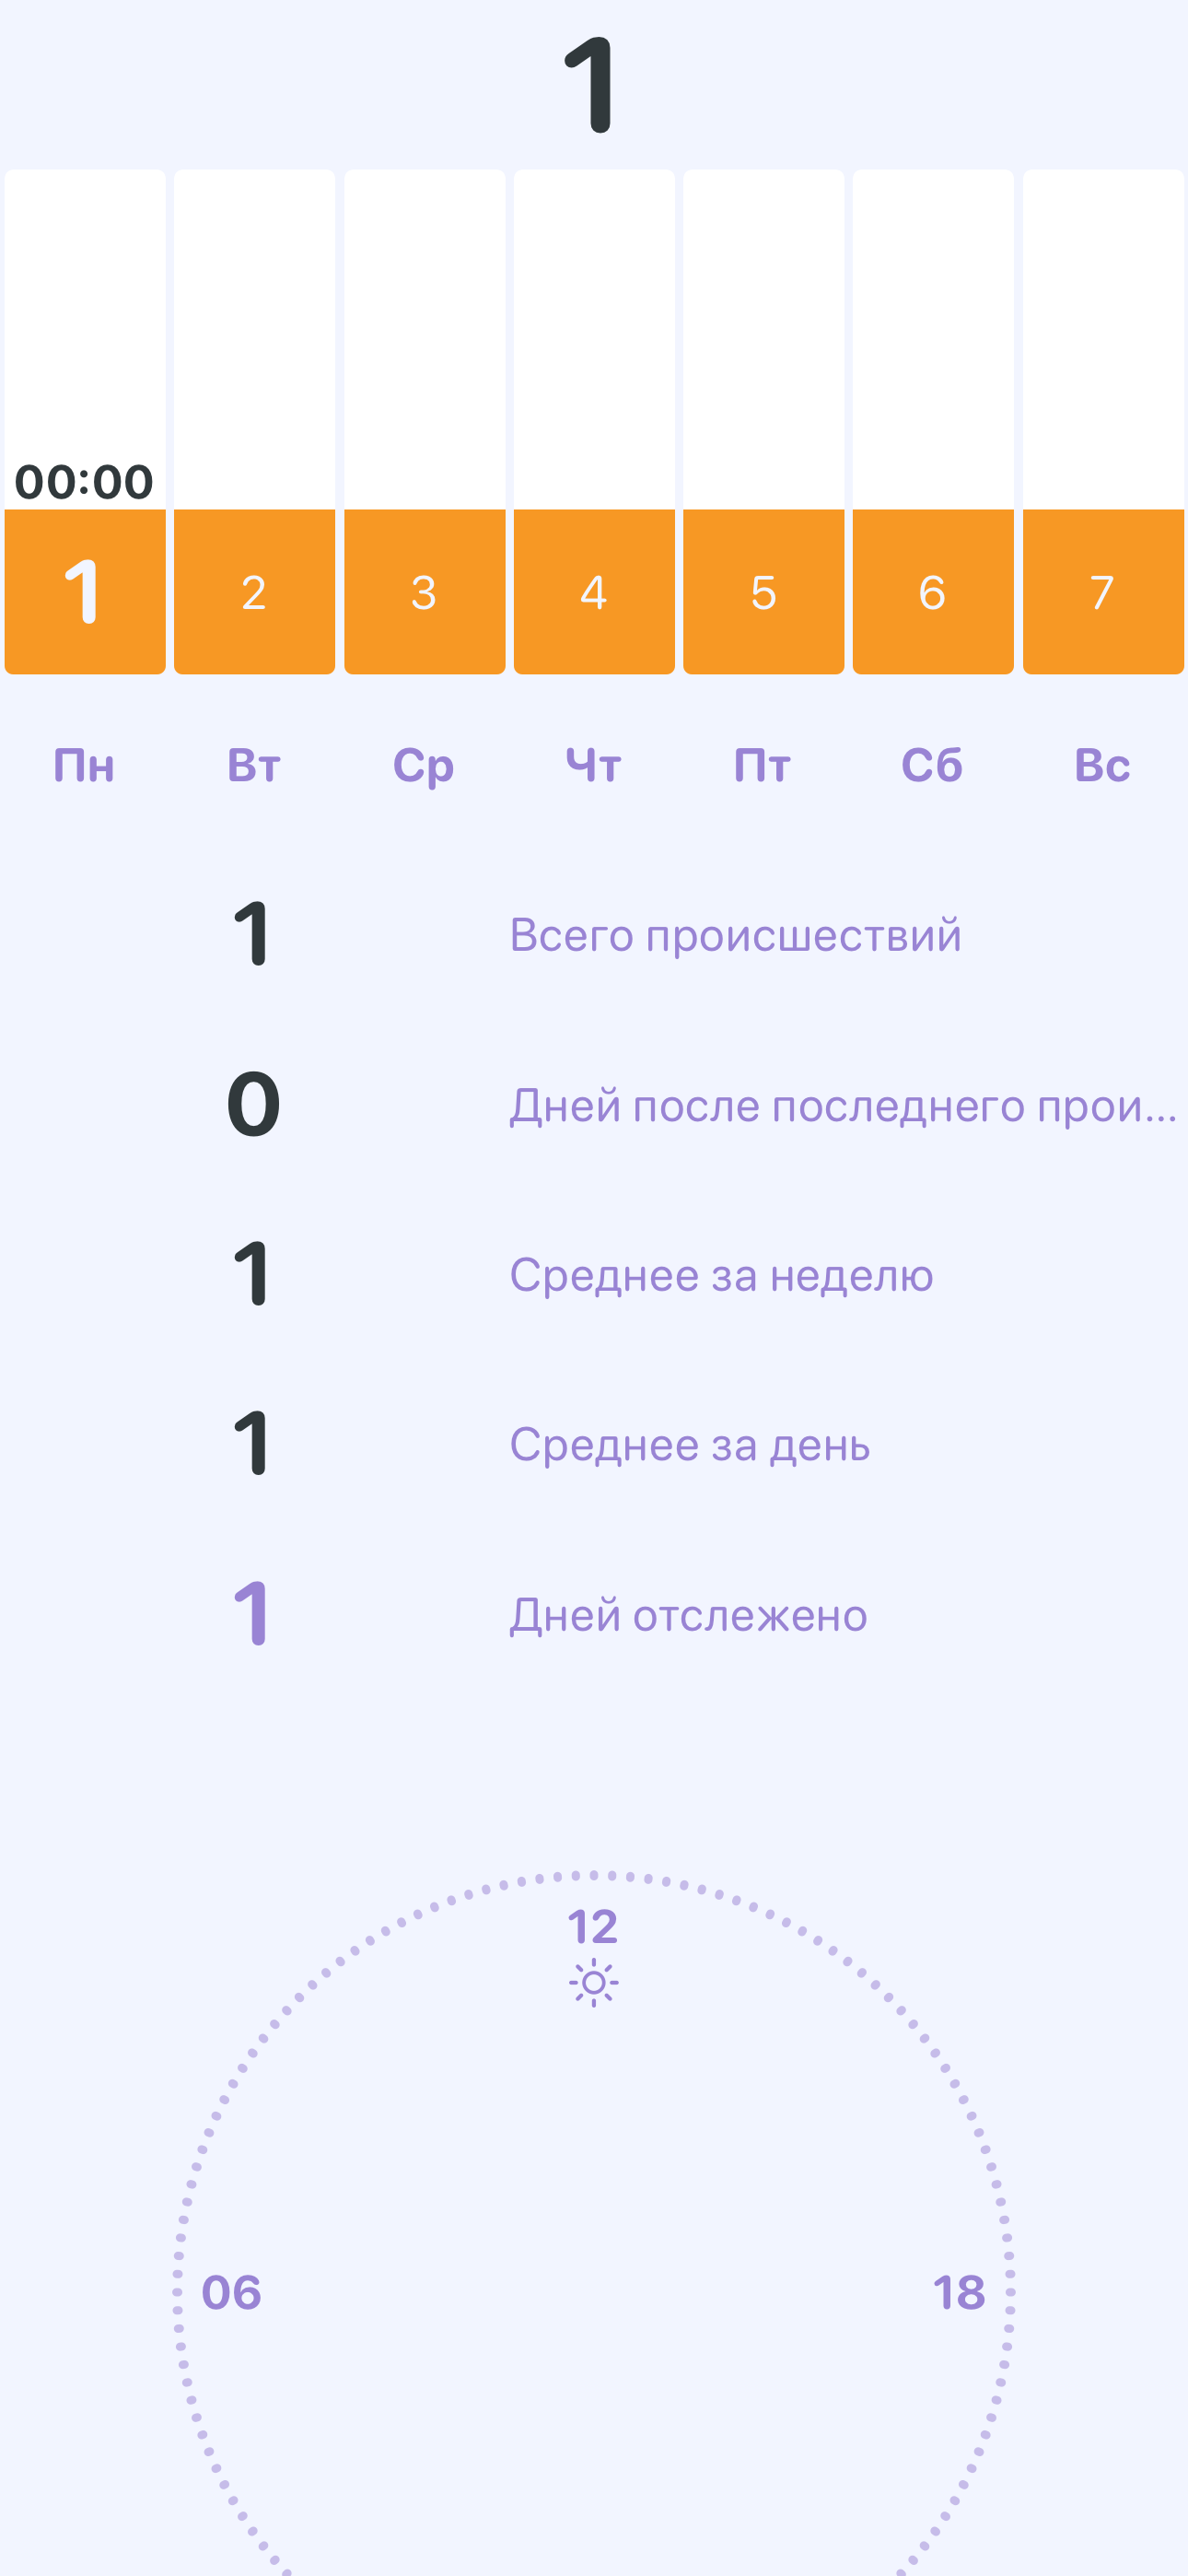 1
00:00
1 2 3 4 5 6 7
Пн Вт Ср Чт Пт Сб Вс
1 Всего происшествий
0 Дней после последнего прои...
1 Среднее за неделю
1 Среднее за день
1 Дней отслежено
12
06 18